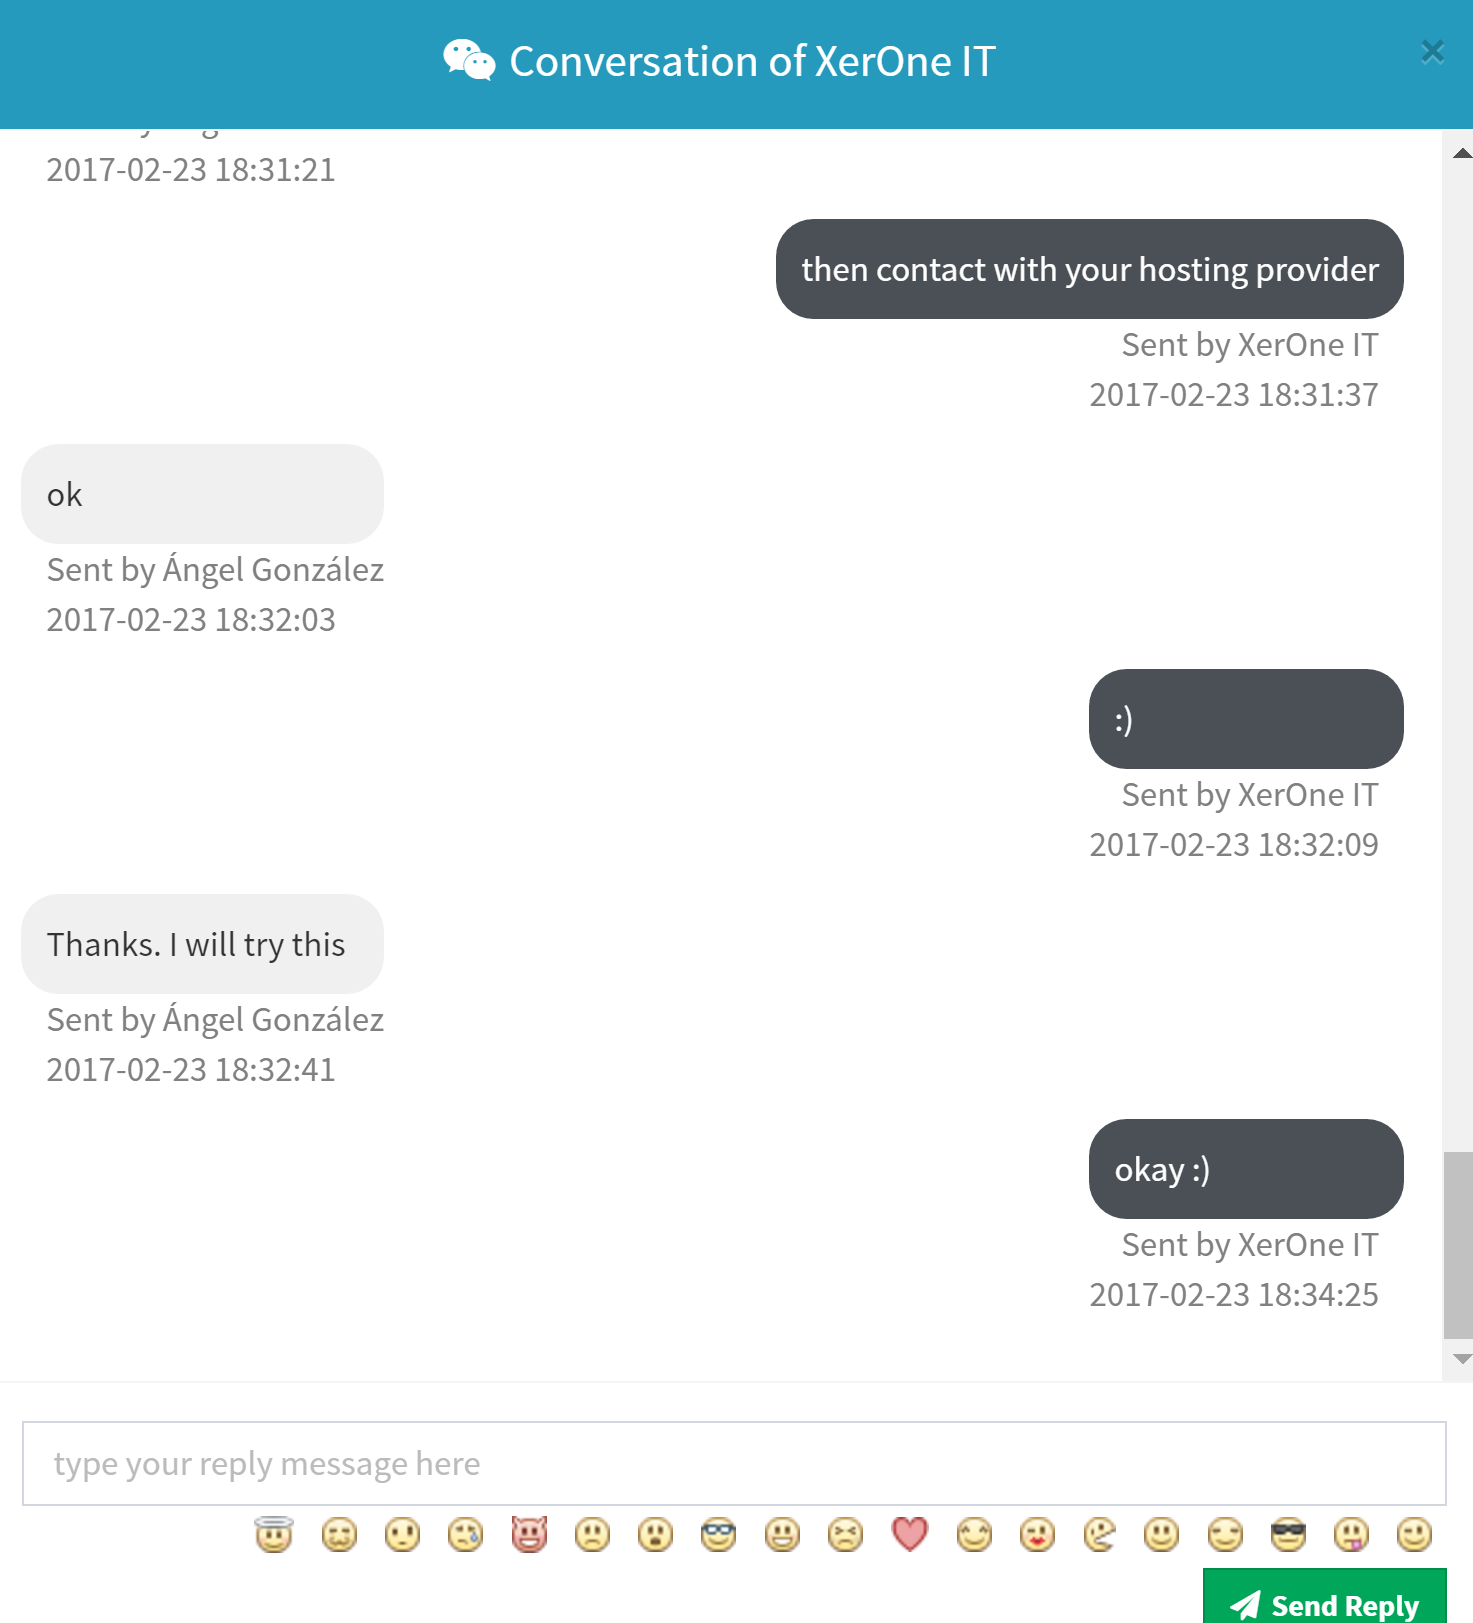 Conversation of XerOne IT
×
2017-02-23 18:31:21
then contact with your hosting provider
Sent by XerOne IT
2017-02-23 18:31:37
ok
Sent by Ángel González
2017-02-23 18:32:03
:)
Sent by XerOne IT
2017-02-23 18:32:09
Thanks. I will try this
Sent by Ángel González
2017-02-23 18:32:41
okay :)
Sent by XerOne IT
2017-02-23 18:34:25
type your reply message here
Send Reply